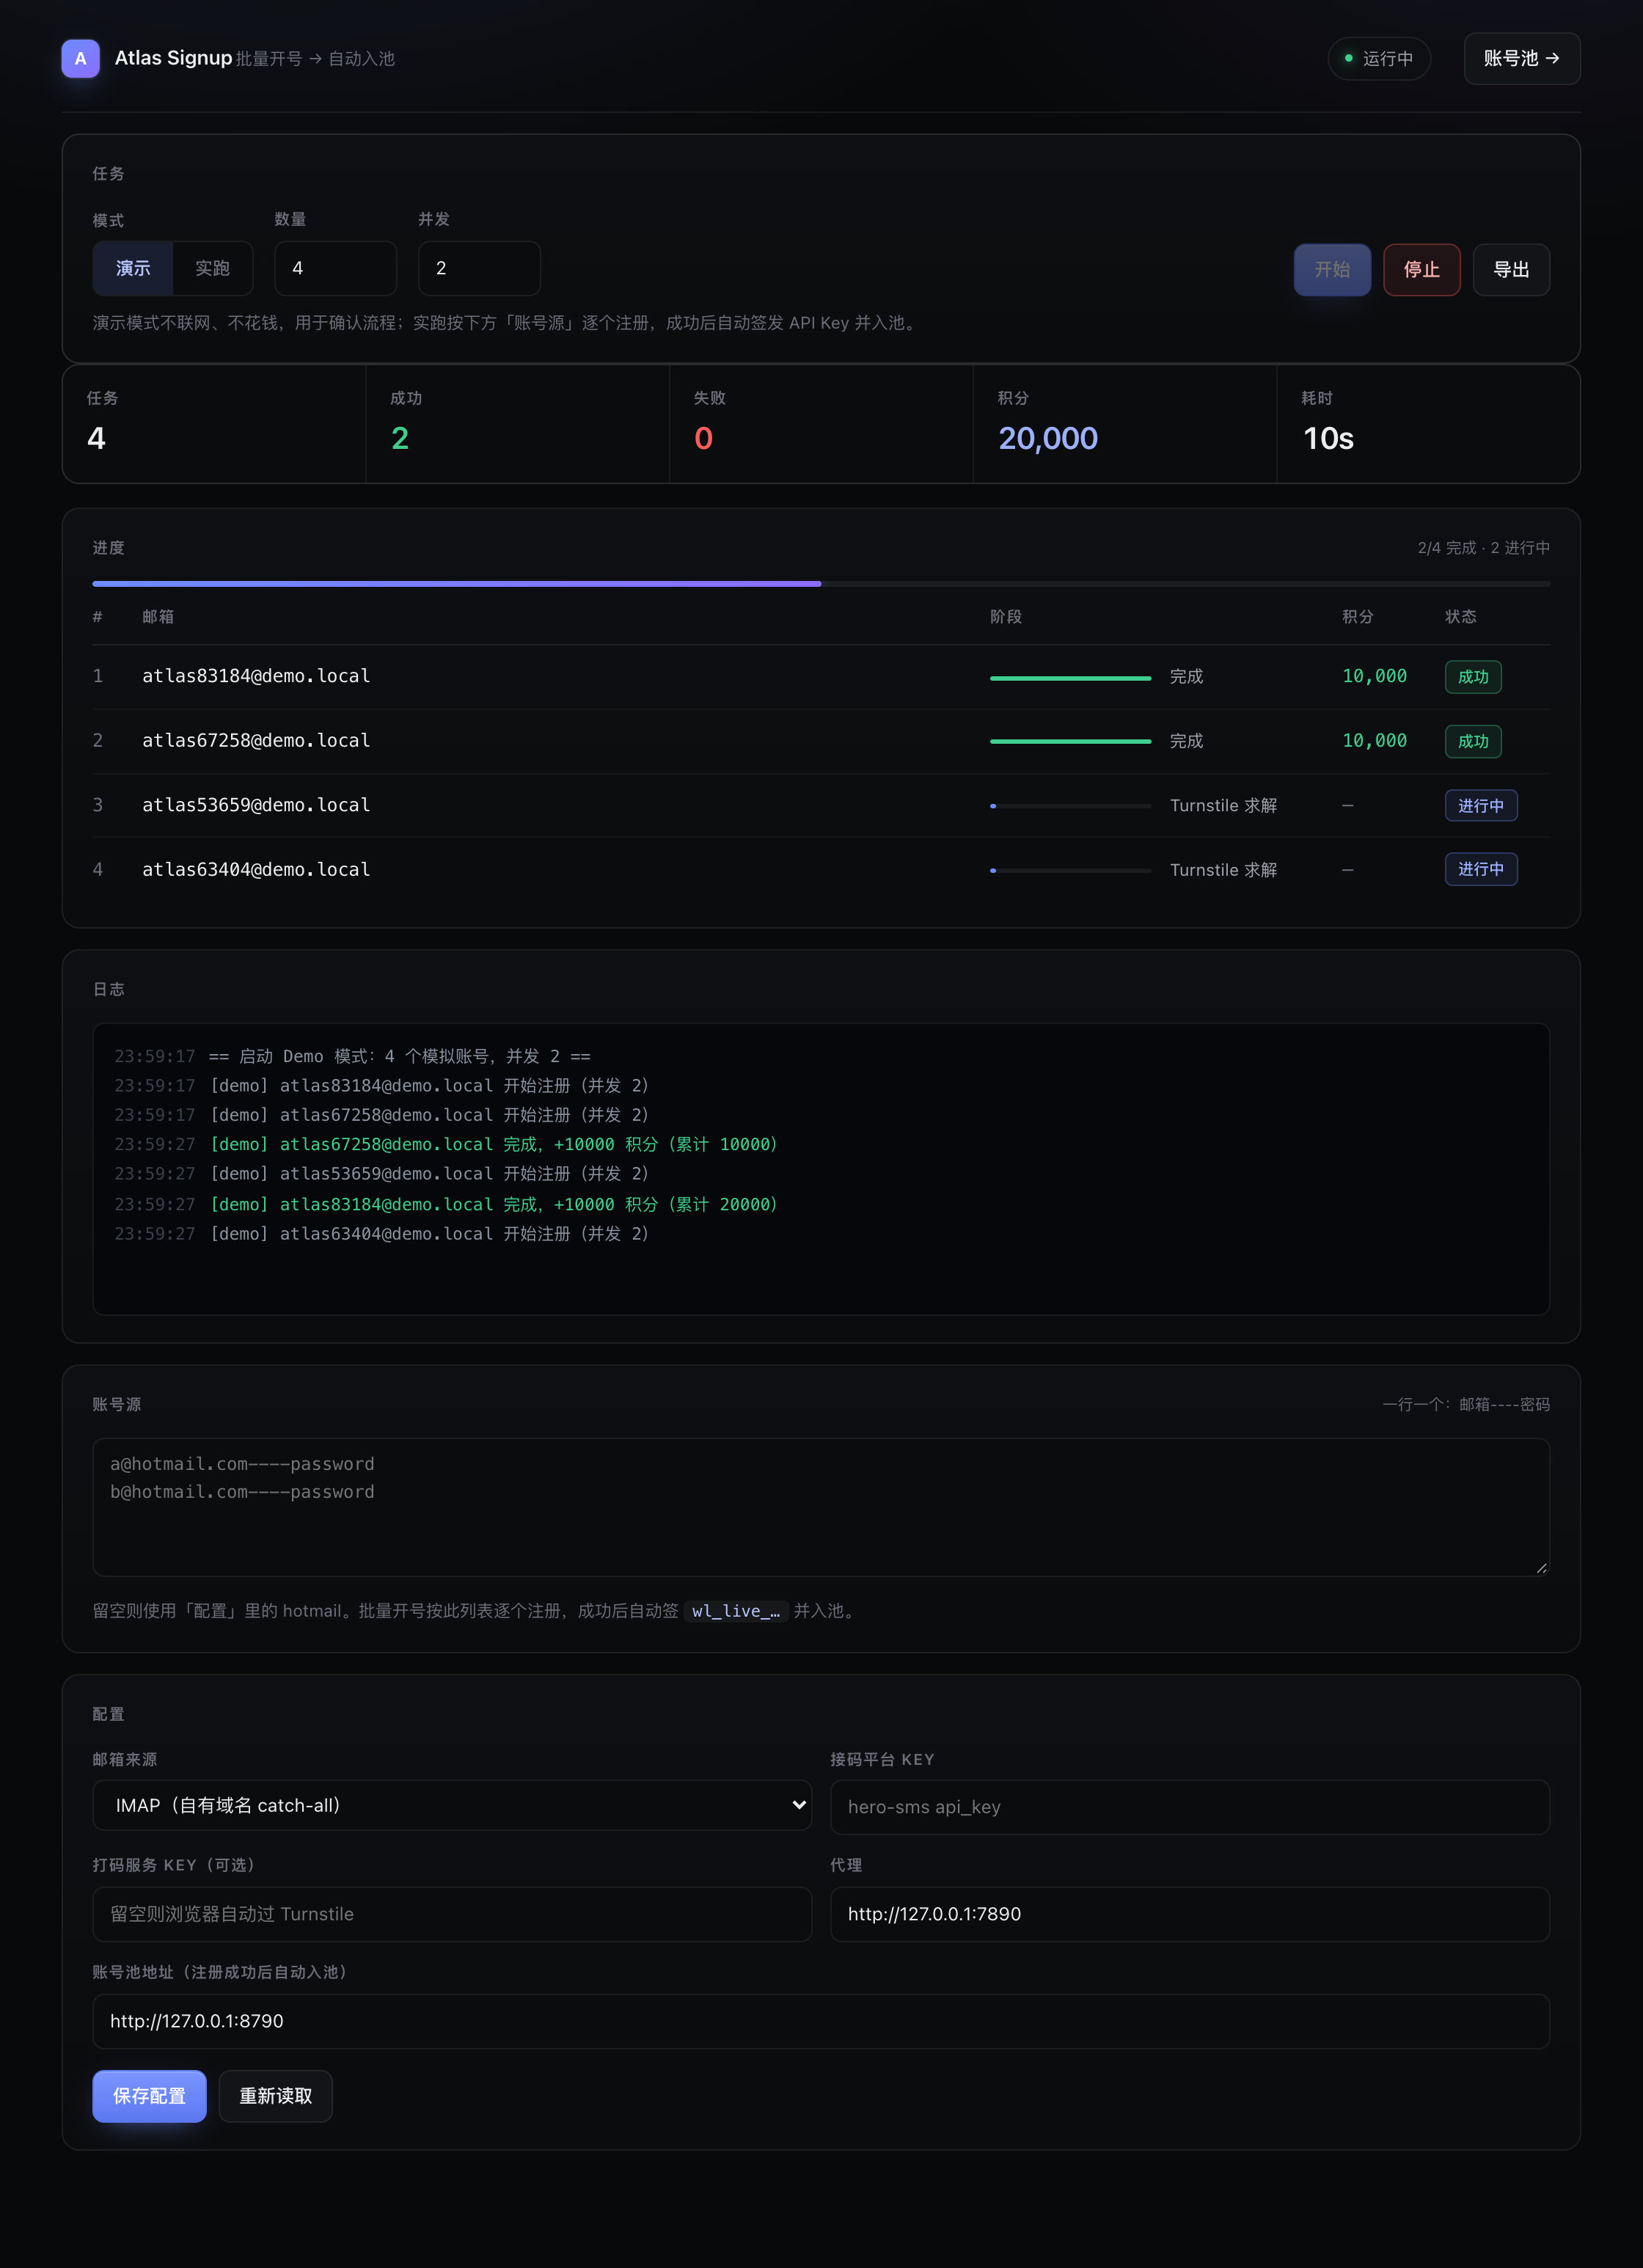 A
Atlas Signup 批量开号 → 自动入池
运行中
账号池 →
任务
模式
数量
并发
演示
实跑
4
2
开始
停止
导出
演示模式不联网、不花钱，用于确认流程；实跑按下方「账号源」逐个注册，成功后自动签发 API Key 并入池。
任务
成功
失败
积分
耗时
4
2
0
20,000
10s
进度
2/4 完成 · 2 进行中
# 邮箱 阶段 积分 状态
1 atlas83184@demo.local 完成 10,000 成功
2 atlas67258@demo.local 完成 10,000 成功
3 atlas53659@demo.local Turnstile 求解 — 进行中
4 atlas63404@demo.local Turnstile 求解 — 进行中
日志
23:59:17 == 启动 Demo 模式：4 个模拟账号，并发 2 ==
23:59:17 [demo] atlas83184@demo.local 开始注册（并发 2）
23:59:17 [demo] atlas67258@demo.local 开始注册（并发 2）
23:59:27 [demo] atlas67258@demo.local 完成，+10000 积分（累计 10000）
23:59:27 [demo] atlas53659@demo.local 开始注册（并发 2）
23:59:27 [demo] atlas83184@demo.local 完成，+10000 积分（累计 20000）
23:59:27 [demo] atlas63404@demo.local 开始注册（并发 2）
账号源
一行一个：邮箱----密码
a@hotmail.com----password
b@hotmail.com----password
留空则使用「配置」里的 hotmail。批量开号按此列表逐个注册，成功后自动签 wl_live_… 并入池。
配置
邮箱来源
接码平台 KEY
IMAP（自有域名 catch-all）
hero-sms api_key
打码服务 KEY（可选）
代理
留空则浏览器自动过 Turnstile
http://127.0.0.1:7890
账号池地址（注册成功后自动入池）
http://127.0.0.1:8790
保存配置
重新读取